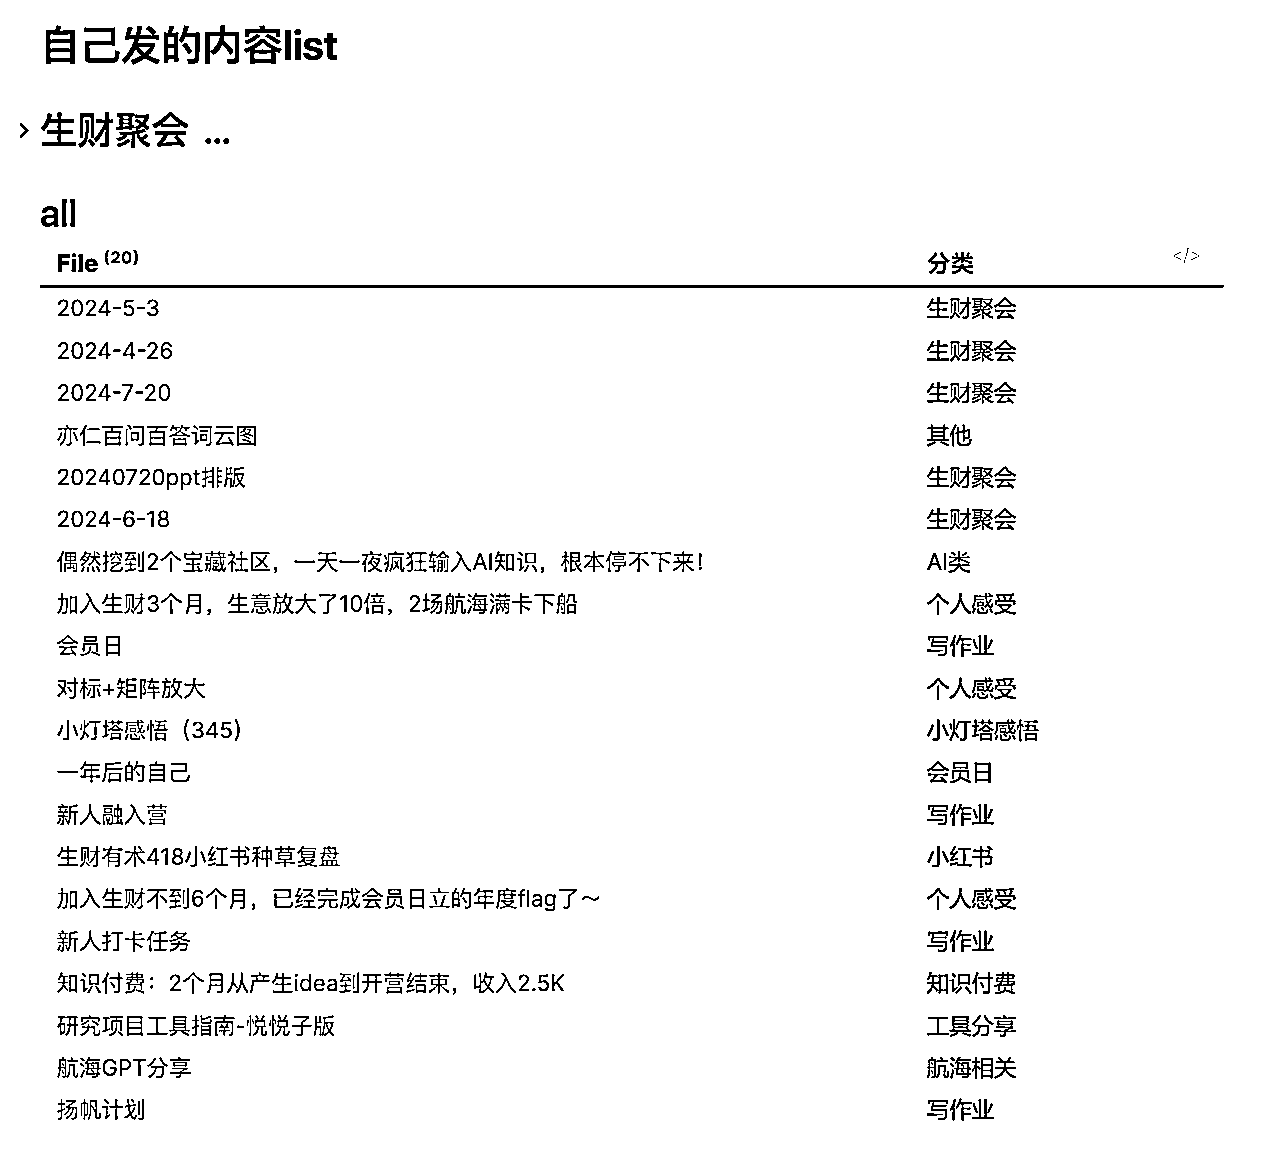 自己发的内容list
生财聚会 ...
all
File (20) 分类 </>
2024-5-3 生财聚会
2024-4-26 生财聚会
2024-7-20 生财聚会
亦仁百问百答词云图 其他
20240720ppt排版 生财聚会
2024-6-18 生财聚会
偶然挖到2个宝藏社区，一天一夜疯狂输入AI知识，根本停不下来！ AI类
加入生财3个月，生意放大了10倍，2场航海满卡下船 个人感受
会员日 写作业
对标+矩阵放大 个人感受
小灯塔感悟（345） 小灯塔感悟
一年后的自己 会员日
新人融入营 写作业
生财有术418小红书种草复盘 小红书
加入生财不到6个月，已经完成会员日立的年度flag了～ 个人感受
新人打卡任务 写作业
知识付费：2个月从产生idea到开营结束，收入2.5K 知识付费
研究项目工具指南-悦悦子版 工具分享
航海GPT分享 航海相关
扬帆计划 写作业